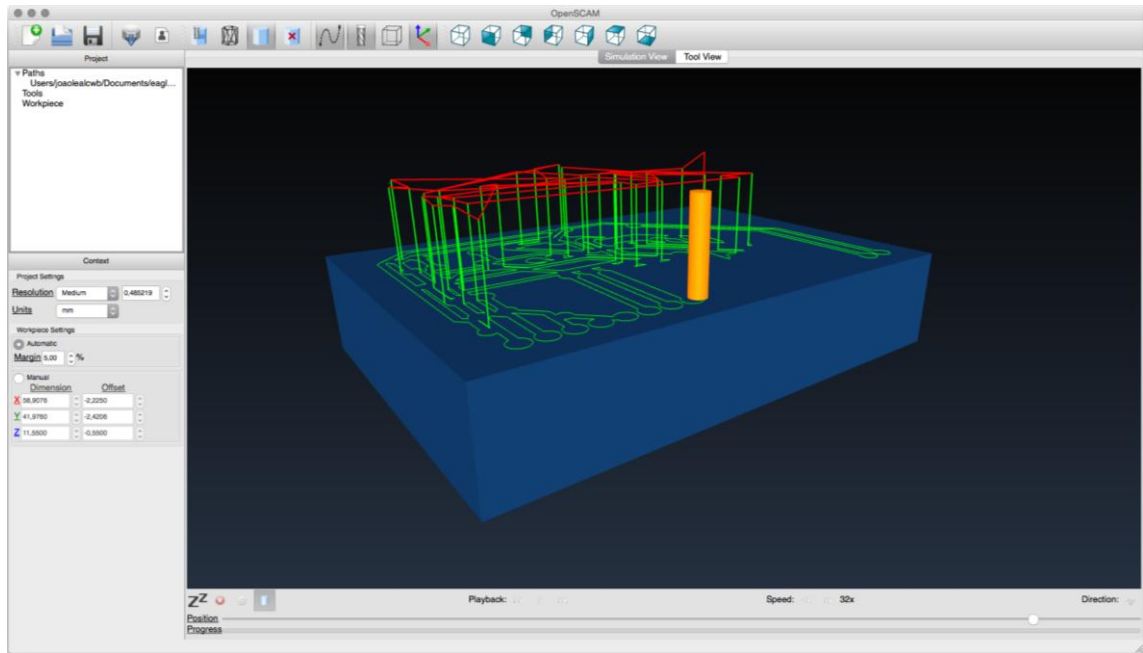 OpenSCAM
Project
Simulation View Tool View
Paths
Users/joaolealcwb/Documents/eagl...
Tools
Workpiece
Context
Project Settings
Resolution Medium 0,485219
Units mm
Workpiece Settings
Automatic
Margin 5,00 %
Manual
Dimension Offset
X 58,9076 -2,2250
Y 41,9760 -2,4206
Z 11,5500 -0,5500
ZZ Playback: Speed: 32x Direction:
Position
Progress